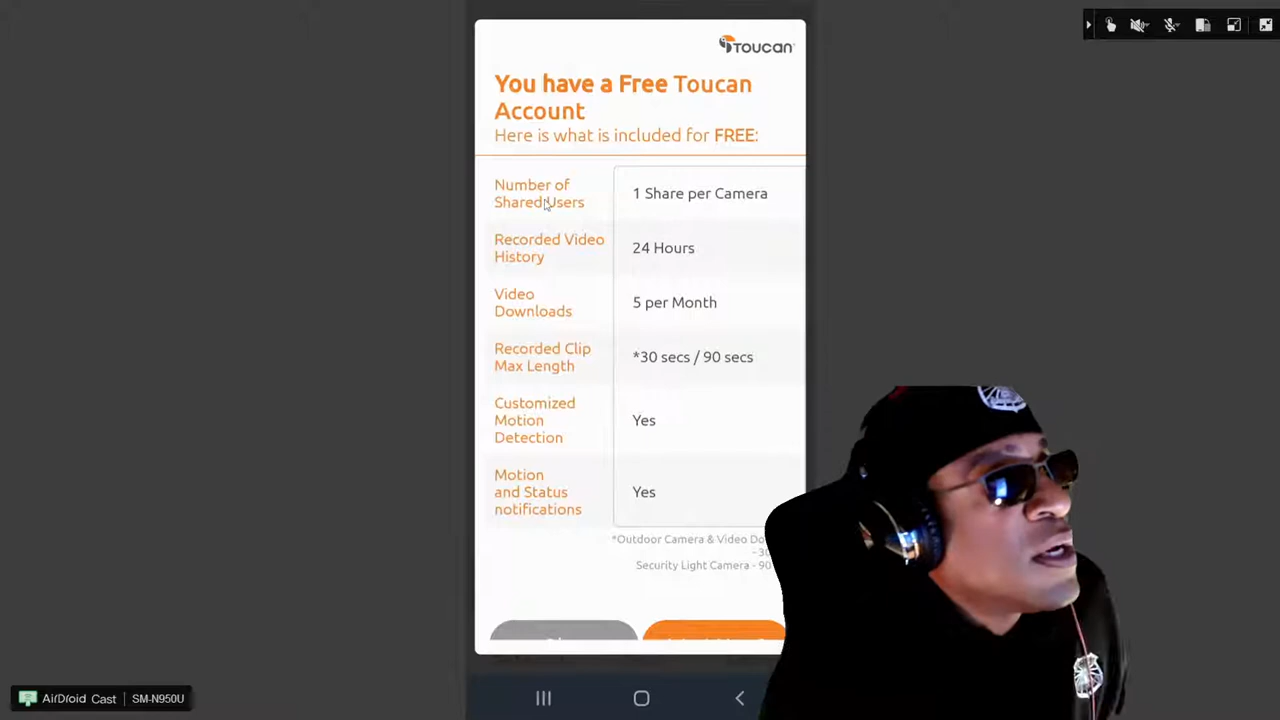 Toucan
You have a Free Toucan
Account
Here is what is included for FREE:
Number of
Shared Users
1 Share per Camera
Recorded Video
History
24 Hours
Video
Downloads
5 per Month
Recorded Clip
Max Length
*30 secs / 90 secs
Customized
Motion
Detection
Yes
Motion
and Status
notifications
Yes
*Outdoor Camera & Video Do
-30
Security Light Camera - 90
AirDroid Cast | SM-N950U